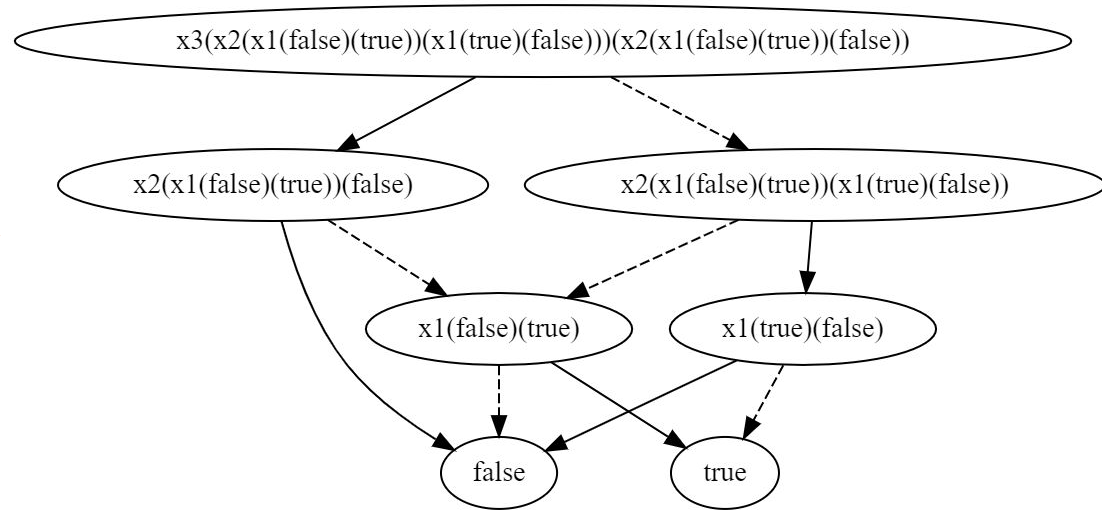 x3(x2(x1(false)(true))(x1(true)(false)))(x2(x1(false)(true))(false))
x2(x1(false)(true))(false)
x2(x1(false)(true))(x1(true)(false))
x1(false)(true)
x1(true)(false)
false
true